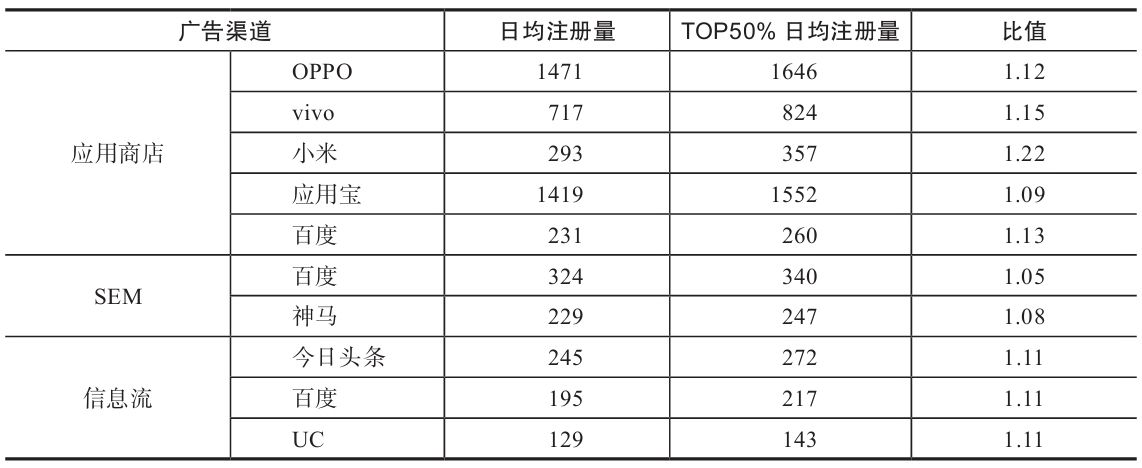 广告渠道 日均注册量 TOP50% 日均注册量 比值
应用商店 OPPO 1471 1646 1.12
vivo 717 824 1.15
小米 293 357 1.22
应用宝 1419 1552 1.09
百度 231 260 1.13
SEM 百度 324 340 1.05
神马 229 247 1.08
信息流 今日头条 245 272 1.11
百度 195 217 1.11
UC 129 143 1.11